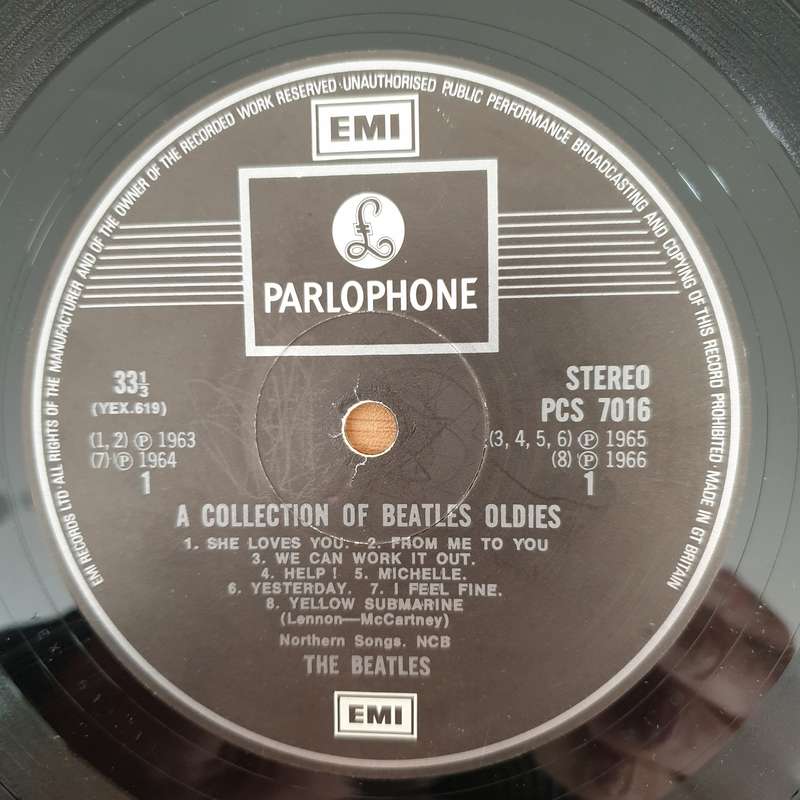 EMI RECORDS LTD·ALL RIGHTS OF THE MANUFACTURER AND OF THE OWNER OF THE RECORDED WORK RESERVED·UNAUTHORISED PUBLIC PERFORMANCE BROADCASTING AND COPYING OF THIS RECORD PROHIBITED·MADE IN GT BRITAIN
EMI
£
PARLOPHONE
33⅓
(YEX.619)
(1, 2) ℗ 1963
(7) ℗ 1964
1
STEREO
PCS 7016
(3, 4, 5, 6) ℗ 1965
(8) ℗ 1966
1
A COLLECTION OF BEATLES OLDIES
1. SHE LOVES YOU. 2. FROM ME TO YOU
3. WE CAN WORK IT OUT.
4. HELP! 5. MICHELLE.
6. YESTERDAY. 7. I FEEL FINE.
8. YELLOW SUBMARINE
(Lennon—McCartney)
Northern Songs. NCB
THE BEATLES
EMI